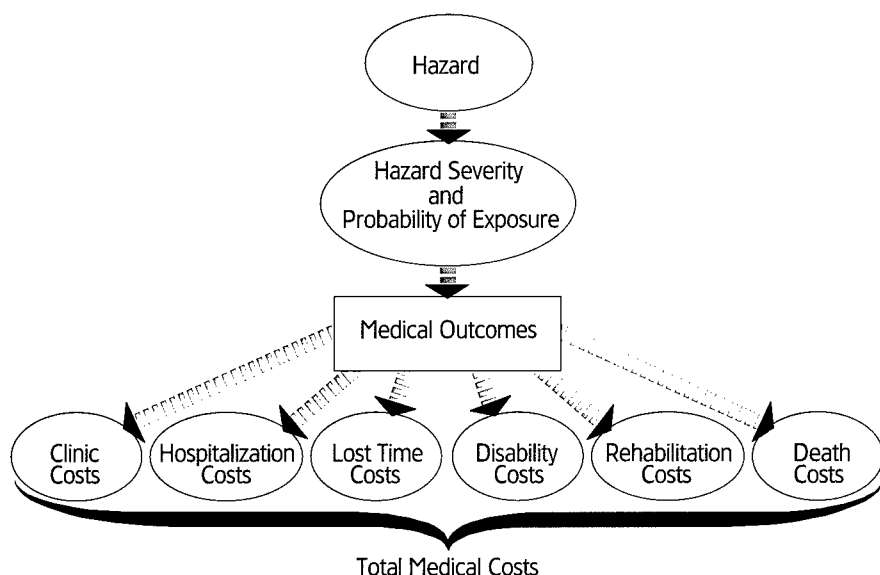 Hazard
Hazard Severity
and
Probability of Exposure
Medical Outcomes
Clinic
Costs
Hospitalization
Costs
Lost Time
Costs
Disability
Costs
Rehabilitation
Costs
Death
Costs
Total Medical Costs